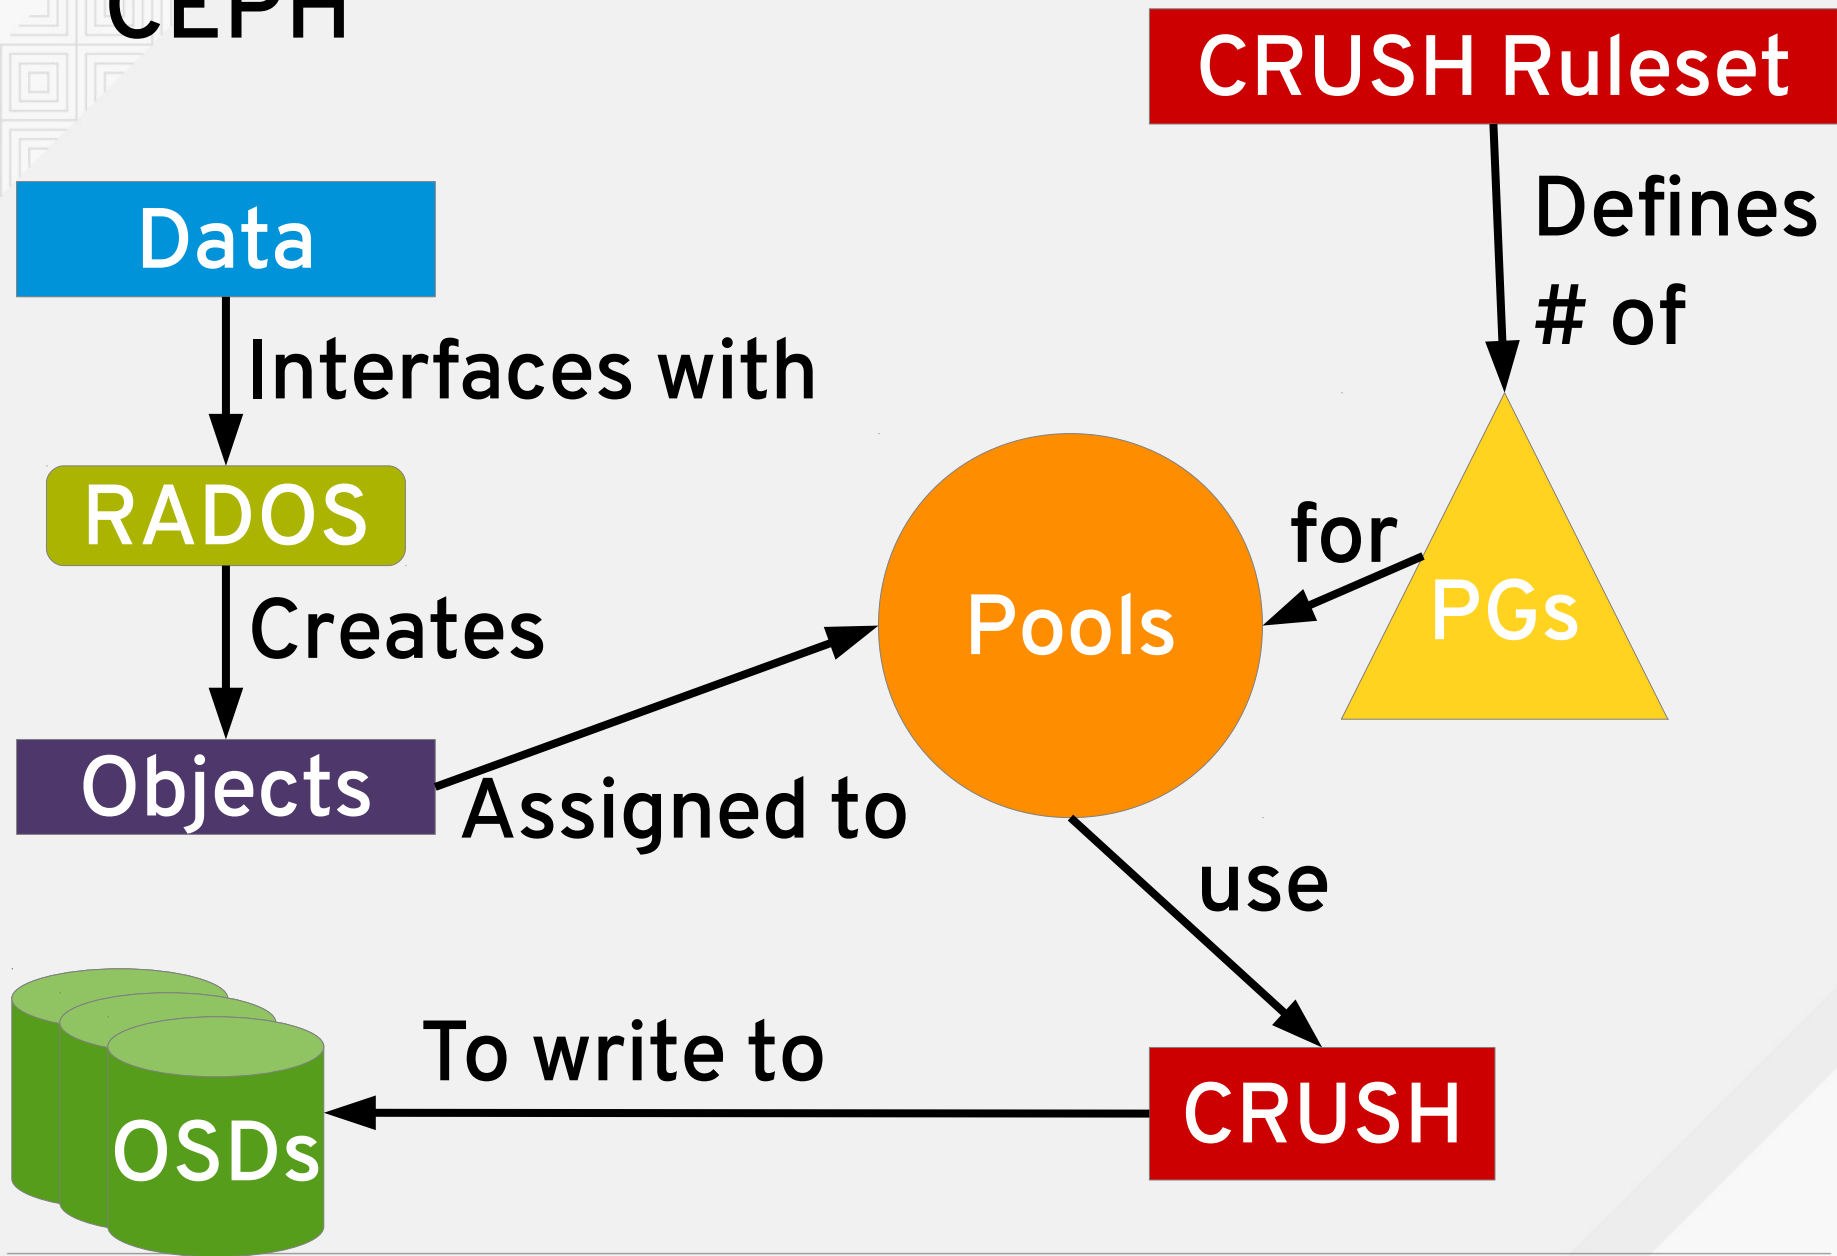 CEPH
CRUSH Ruleset
Defines
# of
Data
Interfaces with
RADOS
Creates
Objects
Assigned to
Pools
for
PGs
use
CRUSH
To write to
OSDs